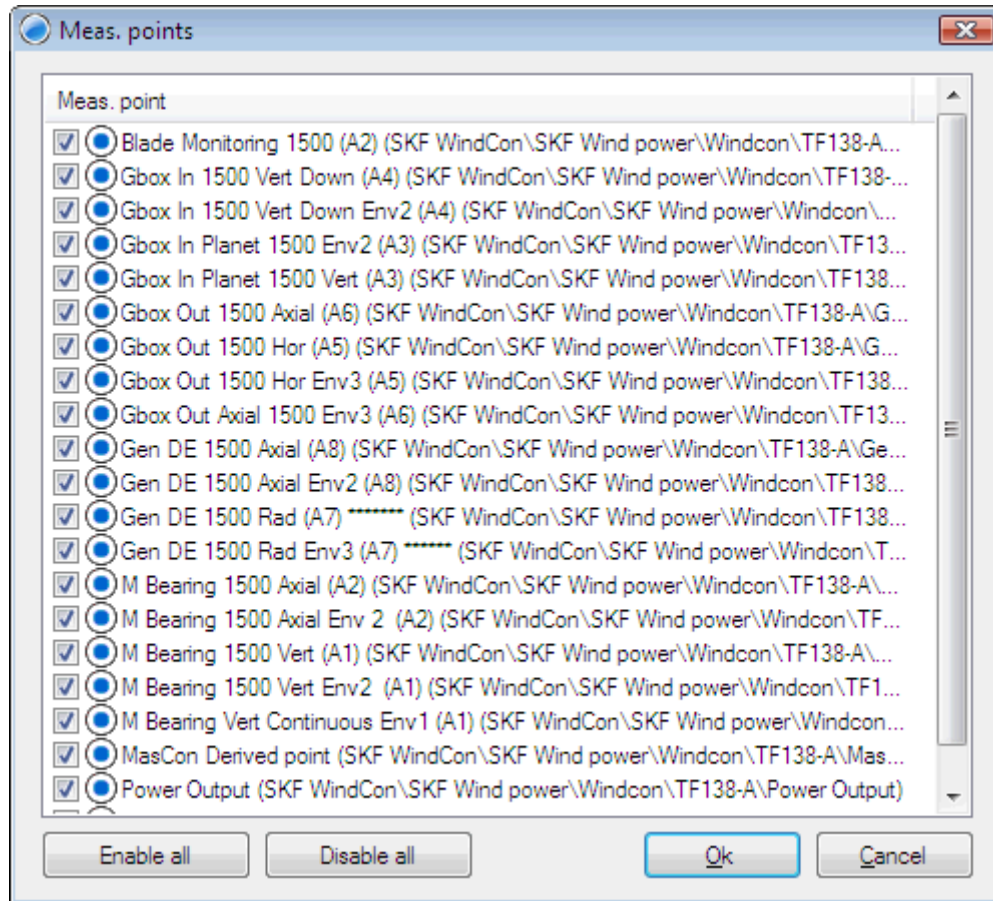 Meas. points
Meas. point
Blade Monitoring 1500 (A2) (SKF WindCon\SKF Wind power\Windcon\TF138-A...
Gbox In 1500 Vert Down (A4) (SKF WindCon\SKF Wind power\Windcon\TF138-...
Gbox In 1500 Vert Down Env2 (A4) (SKF WindCon\SKF Wind power\Windcon\...
Gbox In Planet 1500 Env2 (A3) (SKF WindCon\SKF Wind power\Windcon\TF13...
Gbox In Planet 1500 Vert (A3) (SKF WindCon\SKF Wind power\Windcon\TF138...
Gbox Out 1500 Axial (A6) (SKF WindCon\SKF Wind power\Windcon\TF138-A\G...
Gbox Out 1500 Hor (A5) (SKF WindCon\SKF Wind power\Windcon\TF138-A\G...
Gbox Out 1500 Hor Env3 (A5) (SKF WindCon\SKF Wind power\Windcon\TF138...
Gbox Out Axial 1500 Env3 (A6) (SKF WindCon\SKF Wind power\Windcon\TF13...
Gen DE 1500 Axial (A8) (SKF WindCon\SKF Wind power\Windcon\TF138-A\Ge...
Gen DE 1500 Axial Env2 (A8) (SKF WindCon\SKF Wind power\Windcon\TF138...
Gen DE 1500 Rad (A7) ******* (SKF WindCon\SKF Wind power\Windcon\TF138...
Gen DE 1500 Rad Env3 (A7) ****** (SKF WindCon\SKF Wind power\Windcon\T...
M Bearing 1500 Axial (A2) (SKF WindCon\SKF Wind power\Windcon\TF138-A\...
M Bearing 1500 Axial Env 2  (A2) (SKF WindCon\SKF Wind power\Windcon\TF...
M Bearing 1500 Vert (A1) (SKF WindCon\SKF Wind power\Windcon\TF138-A\...
M Bearing 1500 Vert Env2  (A1) (SKF WindCon\SKF Wind power\Windcon\TF1...
M Bearing Vert Continuous Env1 (A1) (SKF WindCon\SKF Wind power\Windcon...
MasCon Derived point (SKF WindCon\SKF Wind power\Windcon\TF138-A\Mas...
Power Output (SKF WindCon\SKF Wind power\Windcon\TF138-A\Power Output)
Enable all Disable all Ok Cancel